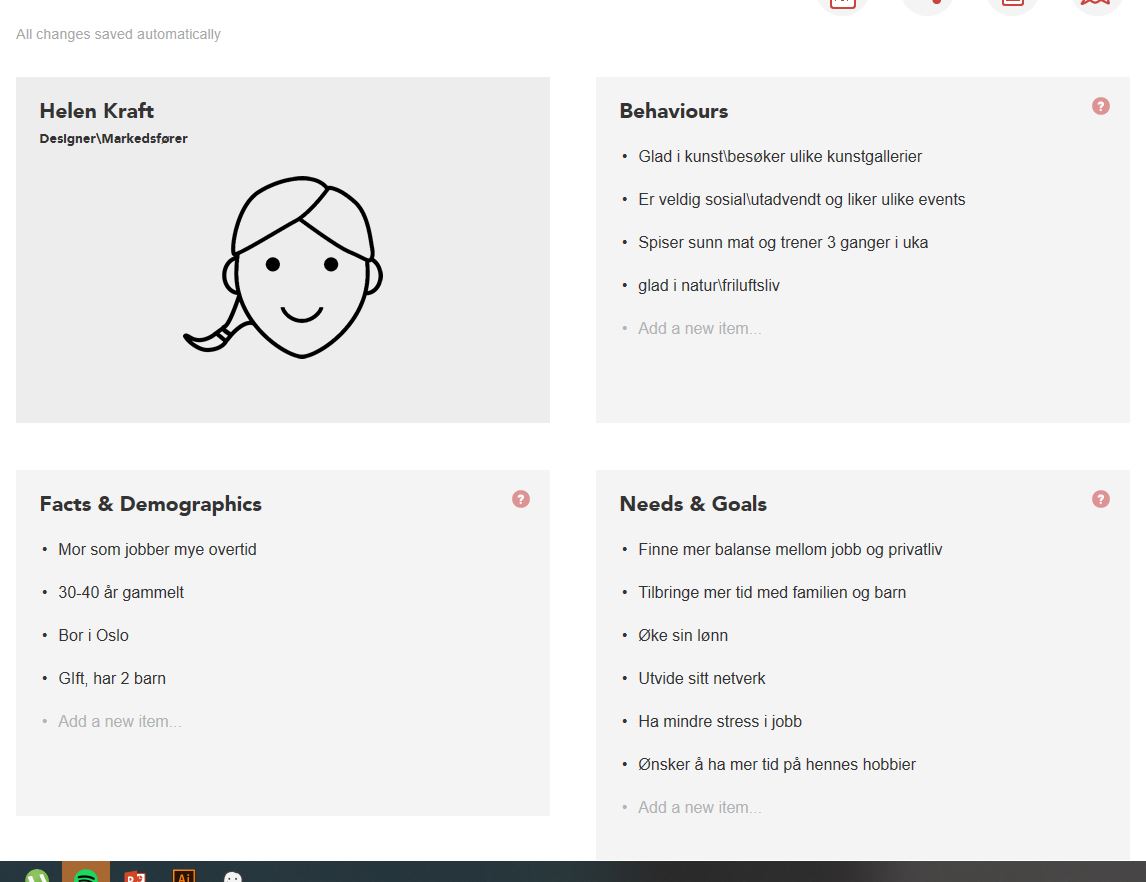 All changes saved automatically
Helen Kraft
Designer\Markedsfører
Behaviours
?
• Glad i kunst\besøker ulike kunstgallerier
• Er veldig sosial\utadvendt og liker ulike events
• Spiser sunn mat og trener 3 ganger i uka
• glad i natur\friluftsliv
• Add a new item...
Facts & Demographics
?
• Mor som jobber mye overtid
• 30-40 år gammelt
• Bor i Oslo
• GIft, har 2 barn
• Add a new item...
Needs & Goals
?
• Finne mer balanse mellom jobb og privatliv
• Tilbringe mer tid med familien og barn
• Øke sin lønn
• Utvide sitt netverk
• Ha mindre stress i jobb
• Ønsker å ha mer tid på hennes hobbier
• Add a new item...
Ai